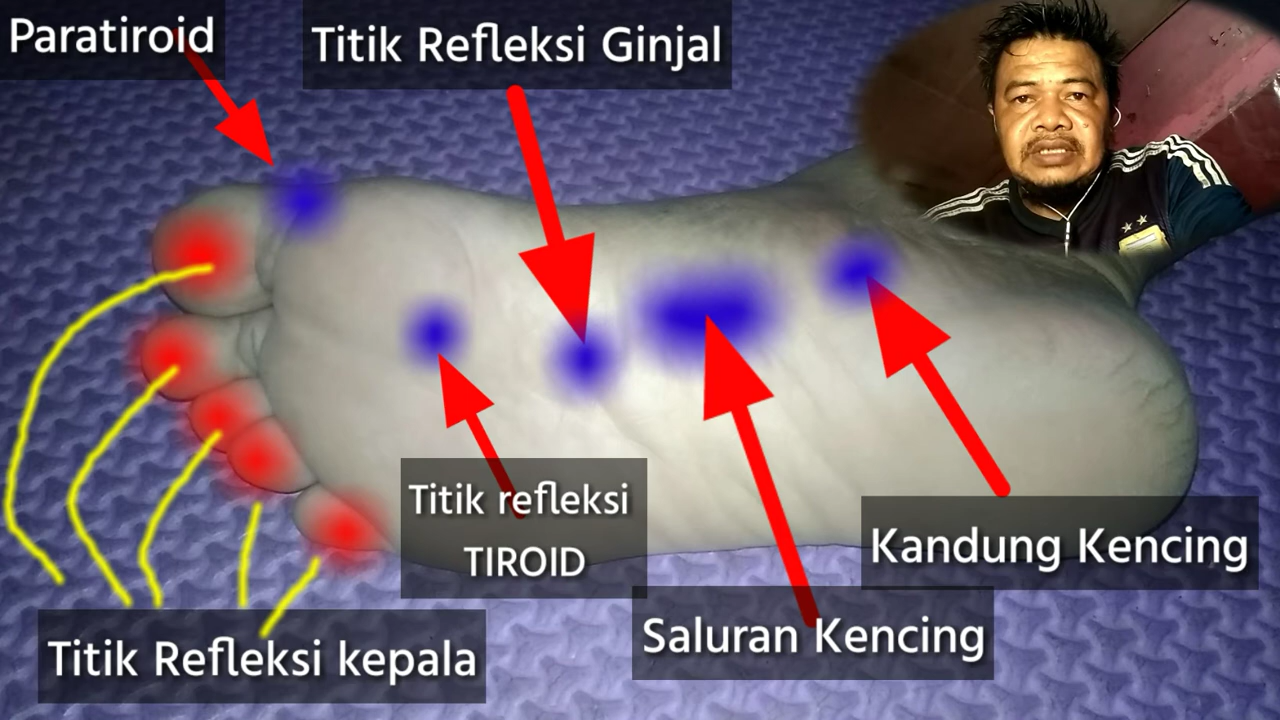 Paratiroid
Titik Refleksi Ginjal
Titik refleksi
TIROID
Kandung Kencing
Saluran Kencing
Titik Refleksi kepala